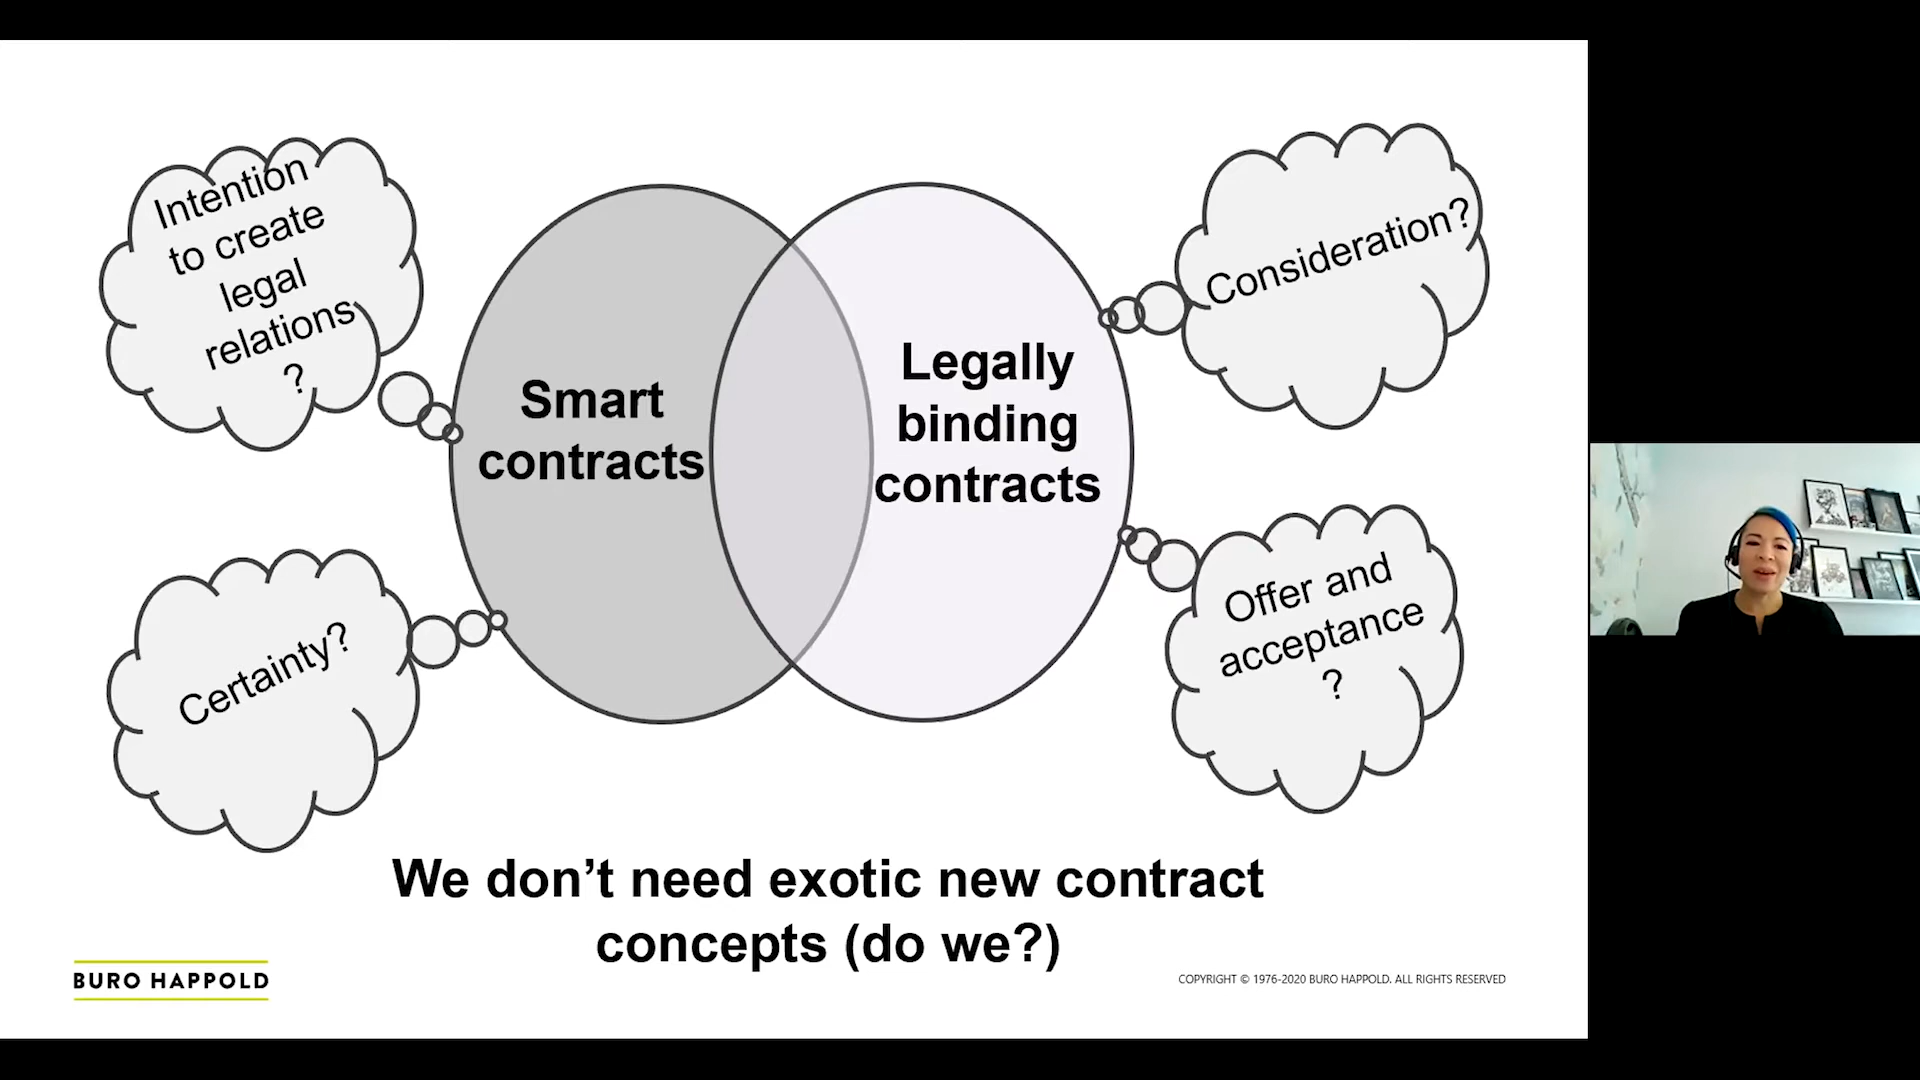 Intention
to create
legal
relations
?
Consideration?
Smart
contracts
Legally
binding
contracts
Certainty?
Offer and
acceptance
?
We don’t need exotic new contract
concepts (do we?)
BURO HAPPOLD
COPYRIGHT © 1976-2020 BURO HAPPOLD. ALL RIGHTS RESERVED